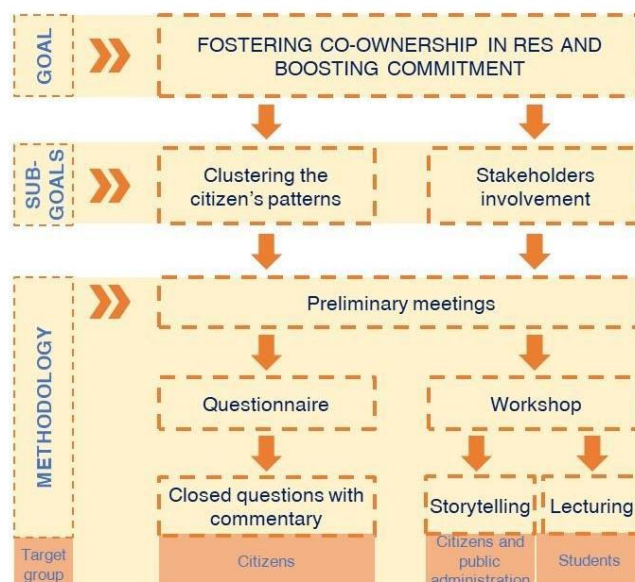 GOAL
FOSTERING CO-OWNERSHIP IN RES AND
BOOSTING COMMITMENT
SUB-
GOALS
Clustering the
citizen's patterns
Stakeholders
involvement
METHODOLOGY
Preliminary meetings
Questionnaire
Workshop
Closed questions with
commentary
Storytelling
Lecturing
Target
group
Citizens
Citizens and
public
administration
Students